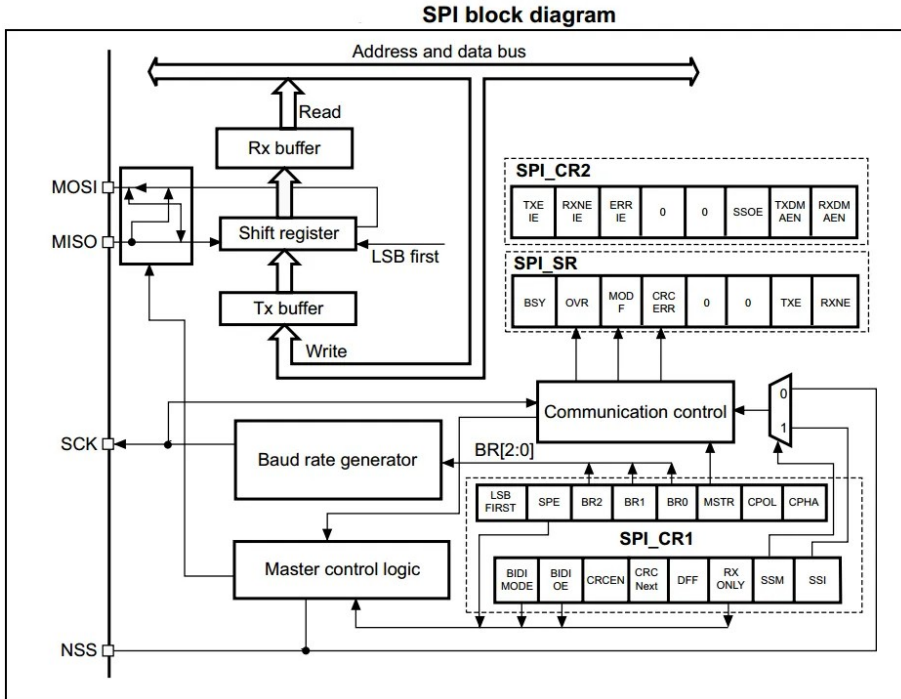 SPI block diagram
Address and data bus
Read
Rx buffer
MOSI
MISO
Shift register
LSB first
Tx buffer
Write
SPI_CR2
TXE
IE
RXNE
IE
ERR
IE
0
0
SSOE
TXDM
AEN
RXDM
AEN
SPI_SR
BSY
OVR
MOD
F
CRC
ERR
0
0
TXE
RXNE
Communication control
0
1
SCK
Baud rate generator
BR[2:0]
LSB
FIRST
SPE
BR2
BR1
BR0
MSTR
CPOL
CPHA
SPI_CR1
Master control logic
BIDI
MODE
BIDI
OE
CRCEN
CRC
Next
DFF
RX
ONLY
SSM
SSI
NSS